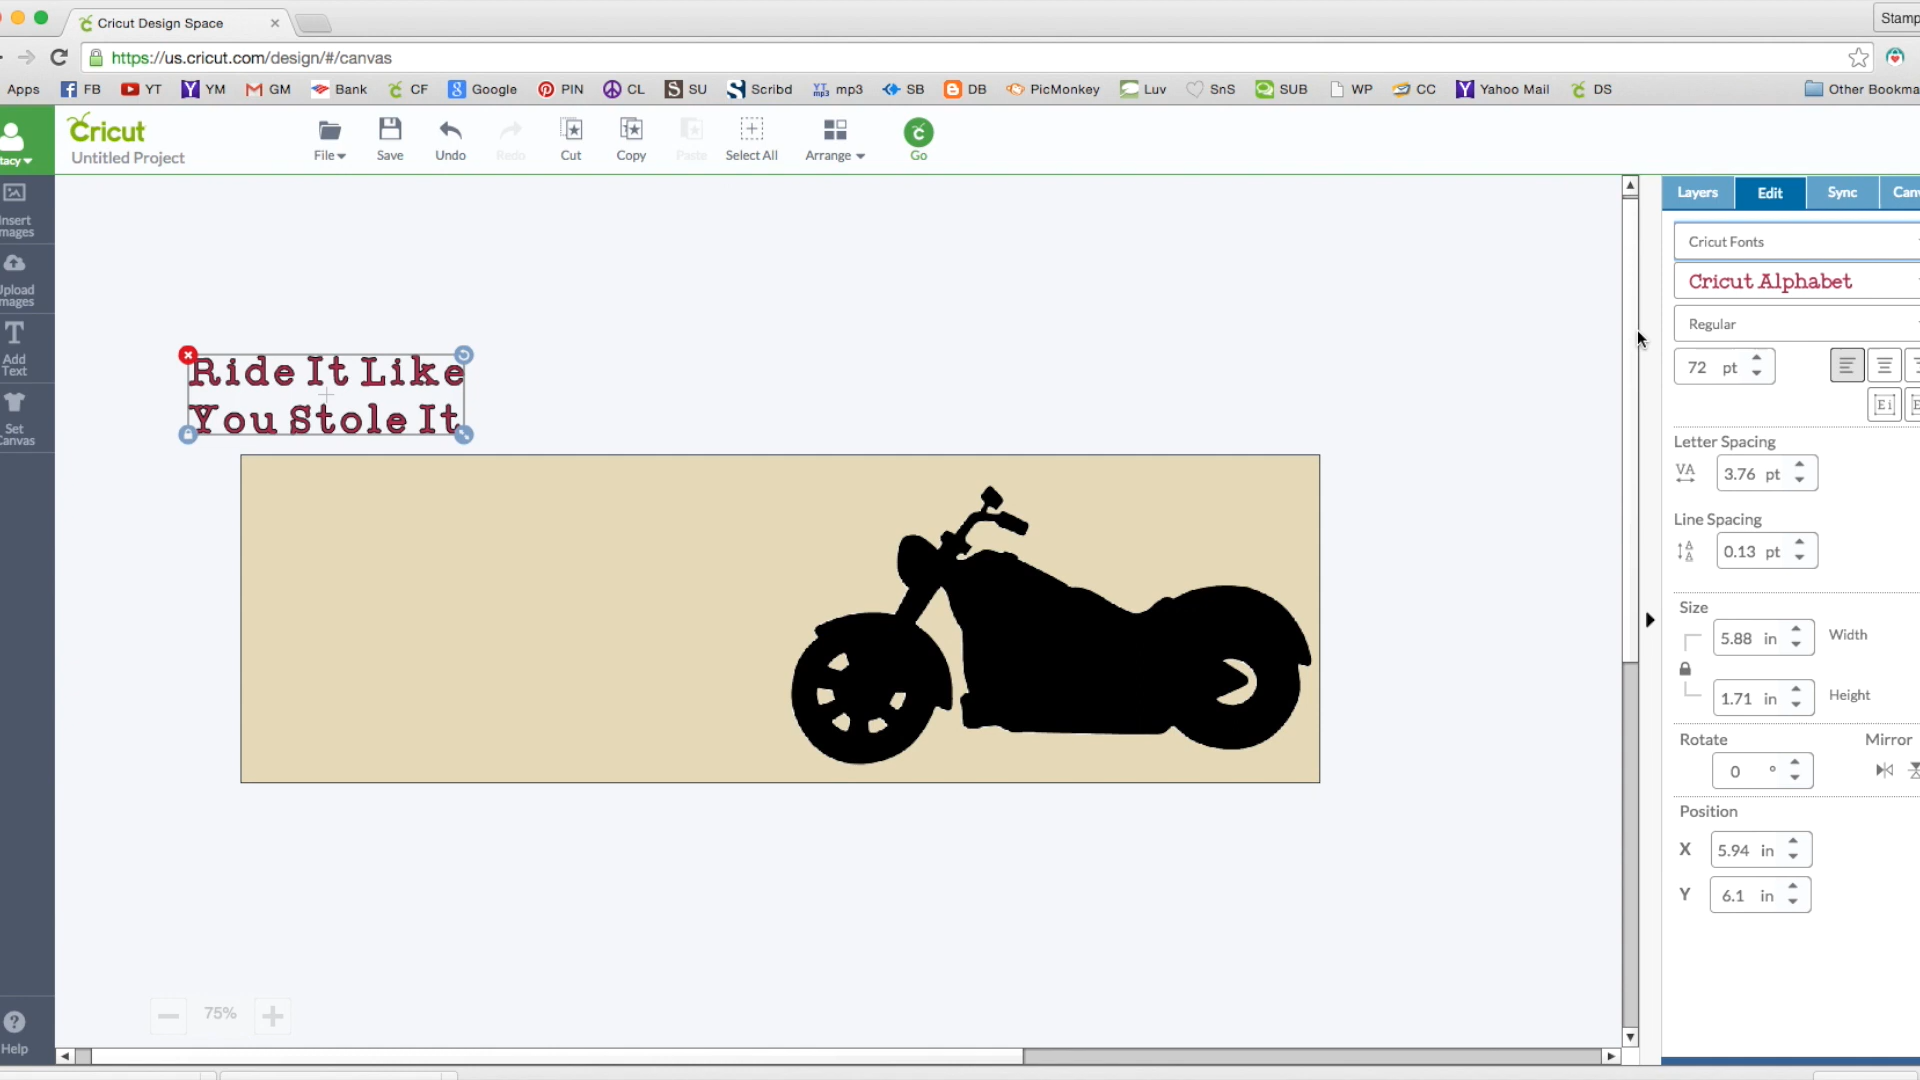 Cricut Design Space
Stamp
https://us.cricut.com/design/#/canvas
Apps FB YT YM GM Bank CF Google PIN CL SU Scribd mp3 SB DB PicMonkey Luv SnS SUB WP CC Yahoo Mail DS Other Bookma
Cricut
Untitled Project
tacy
File Save Undo Redo Cut Copy Paste Select All Arrange Go
Insert
Images
Upload
Images
Add
Text
Set
Canvas
Help
Ride It Like
You Stole It
75%
Layers Edit Sync Can
Cricut Fonts
Cricut Alphabet
Regular
72 pt
Letter Spacing
VA 3.76 pt
Line Spacing
0.13 pt
Size
5.88 in Width
1.71 in Height
Rotate Mirror
0 °
Position
X 5.94 in
Y 6.1 in